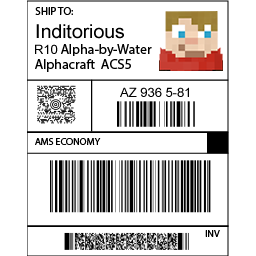 SHIP TO:
Inditorious
R10 Alpha-by-Water
Alphacraft ACS5
AZ 936 5-81
AMS ECONOMY
INV